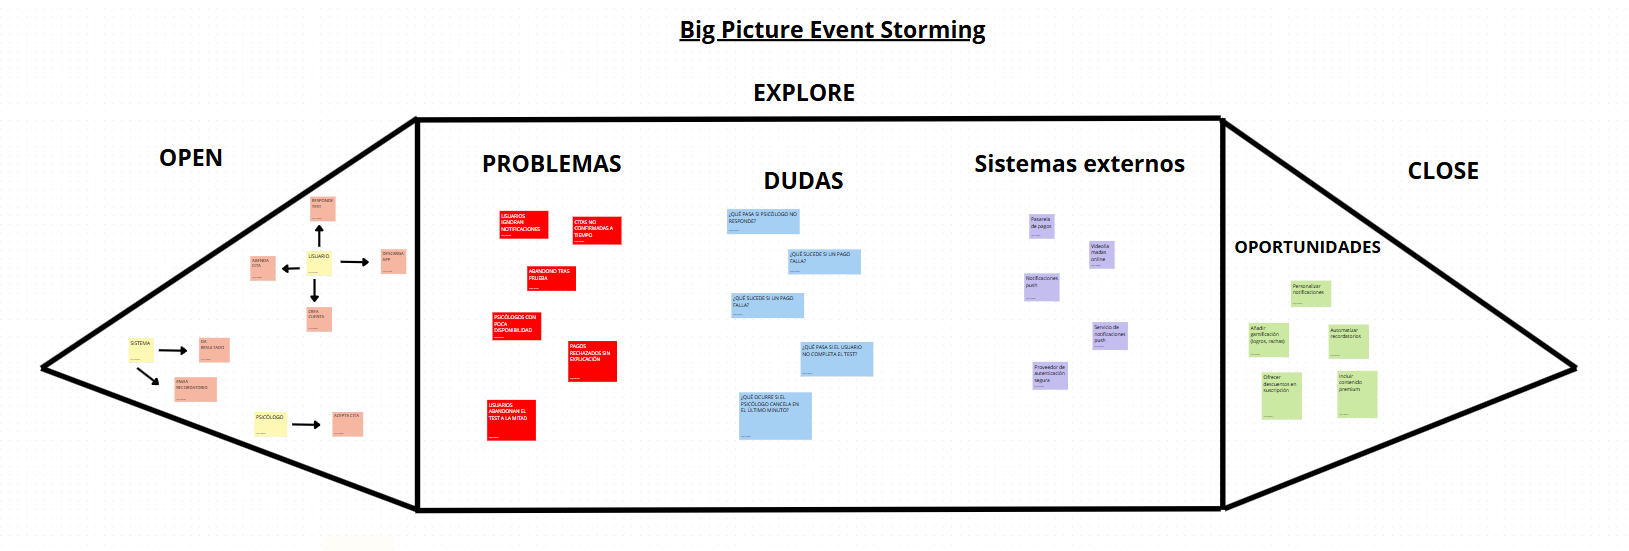 Big Picture Event Storming
EXPLORE
OPEN
RESPONDE
TEST
USUARIO
AGENDA
CITA
DESCARGA
APP
CREA
CUENTA
SISTEMA
DA
RESULTADO
ENVIA
RECORDATORIO
PSICÓLOGO
ACEPTA CITA
PROBLEMAS
USUARIOS
IGNORAN
NOTIFICACIONES
CITAS NO
CONFIRMADAS A
TIEMPO
ABANDONO TRAS
PRUEBA
PSICÓLOGOS CON
POCA
DISPONIBILIDAD
PAGOS
RECHAZADOS SIN
EXPLICACIÓN
USUARIOS
ABANDONAN EL
TEST A LA MITAD
DUDAS
¿QUÉ PASA SI PSICÓLOGO NO
RESPONDE?
¿QUÉ SUCEDE SI UN PAGO
FALLA?
¿QUÉ SUCEDE SI UN PAGO
FALLA?
¿QUÉ PASA SI EL USUARIO
NO COMPLETA EL TEST?
¿QUÉ OCURRE SI EL
PSICÓLOGO CANCELA EN
EL ÚLTIMO MINUTO?
Sistemas externos
Pasarela
de pagos
Videolla
madas
online
Notificaciones
push
Servicio de
notificaciones
push
Proveedor de
autenticación
segura
CLOSE
OPORTUNIDADES
Personalizar
notificaciones
Añadir
gamificación
(logros, rachas)
Automatizar
recordatorios
Ofrecer
descuentos en
suscripción
Incluir
contenido
premium